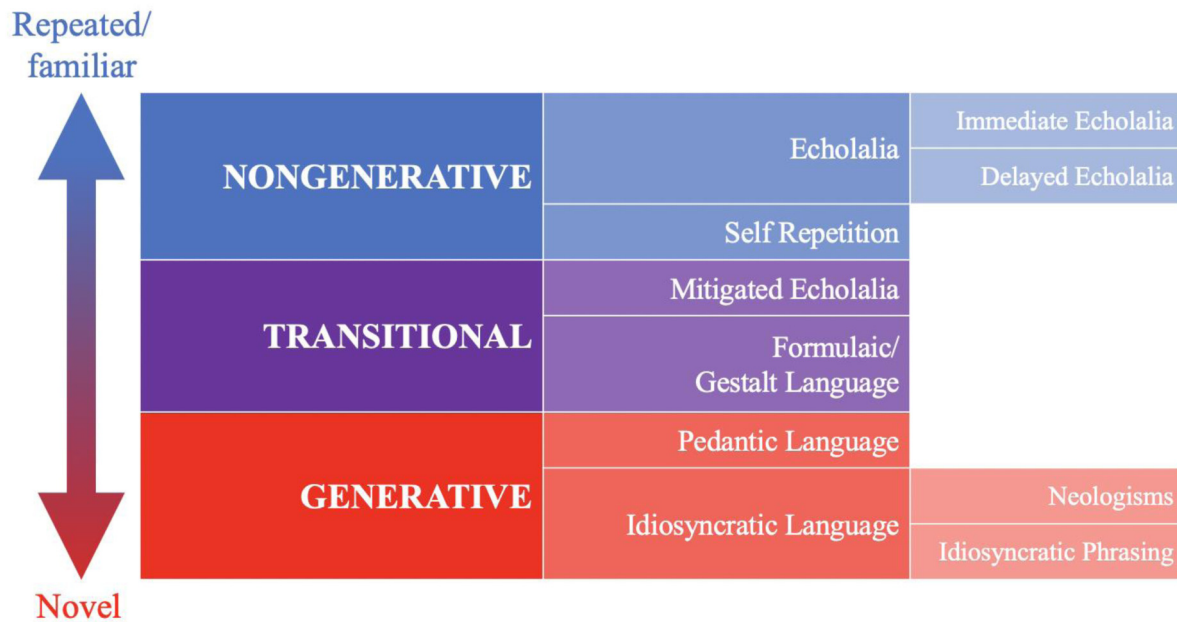 Repeated/
familiar
NONGENERATIVE
Echolalia
Immediate Echolalia
Delayed Echolalia
Self Repetition
TRANSITIONAL
Mitigated Echolalia
Formulaic/
Gestalt Language
GENERATIVE
Pedantic Language
Idiosyncratic Language
Neologisms
Idiosyncratic Phrasing
Novel